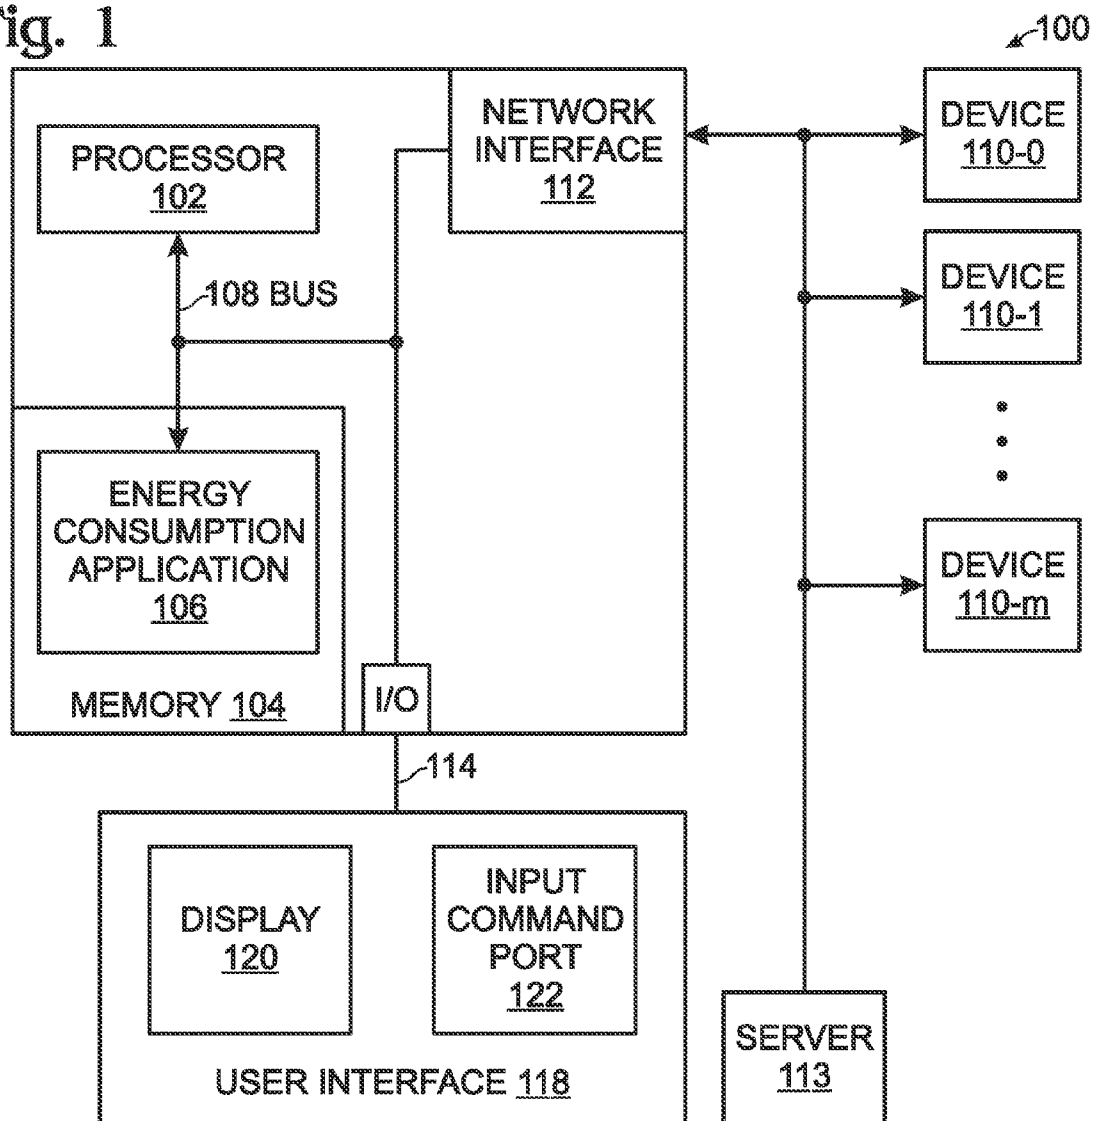 Fig. 1
100
NETWORK
INTERFACE
112
PROCESSOR
102
108 BUS
DEVICE
110-0
DEVICE
110-1
DEVICE
110-m
ENERGY
CONSUMPTION
APPLICATION
106
MEMORY 104
I/O
114
DISPLAY
120
INPUT
COMMAND
PORT
122
USER INTERFACE 118
SERVER
113